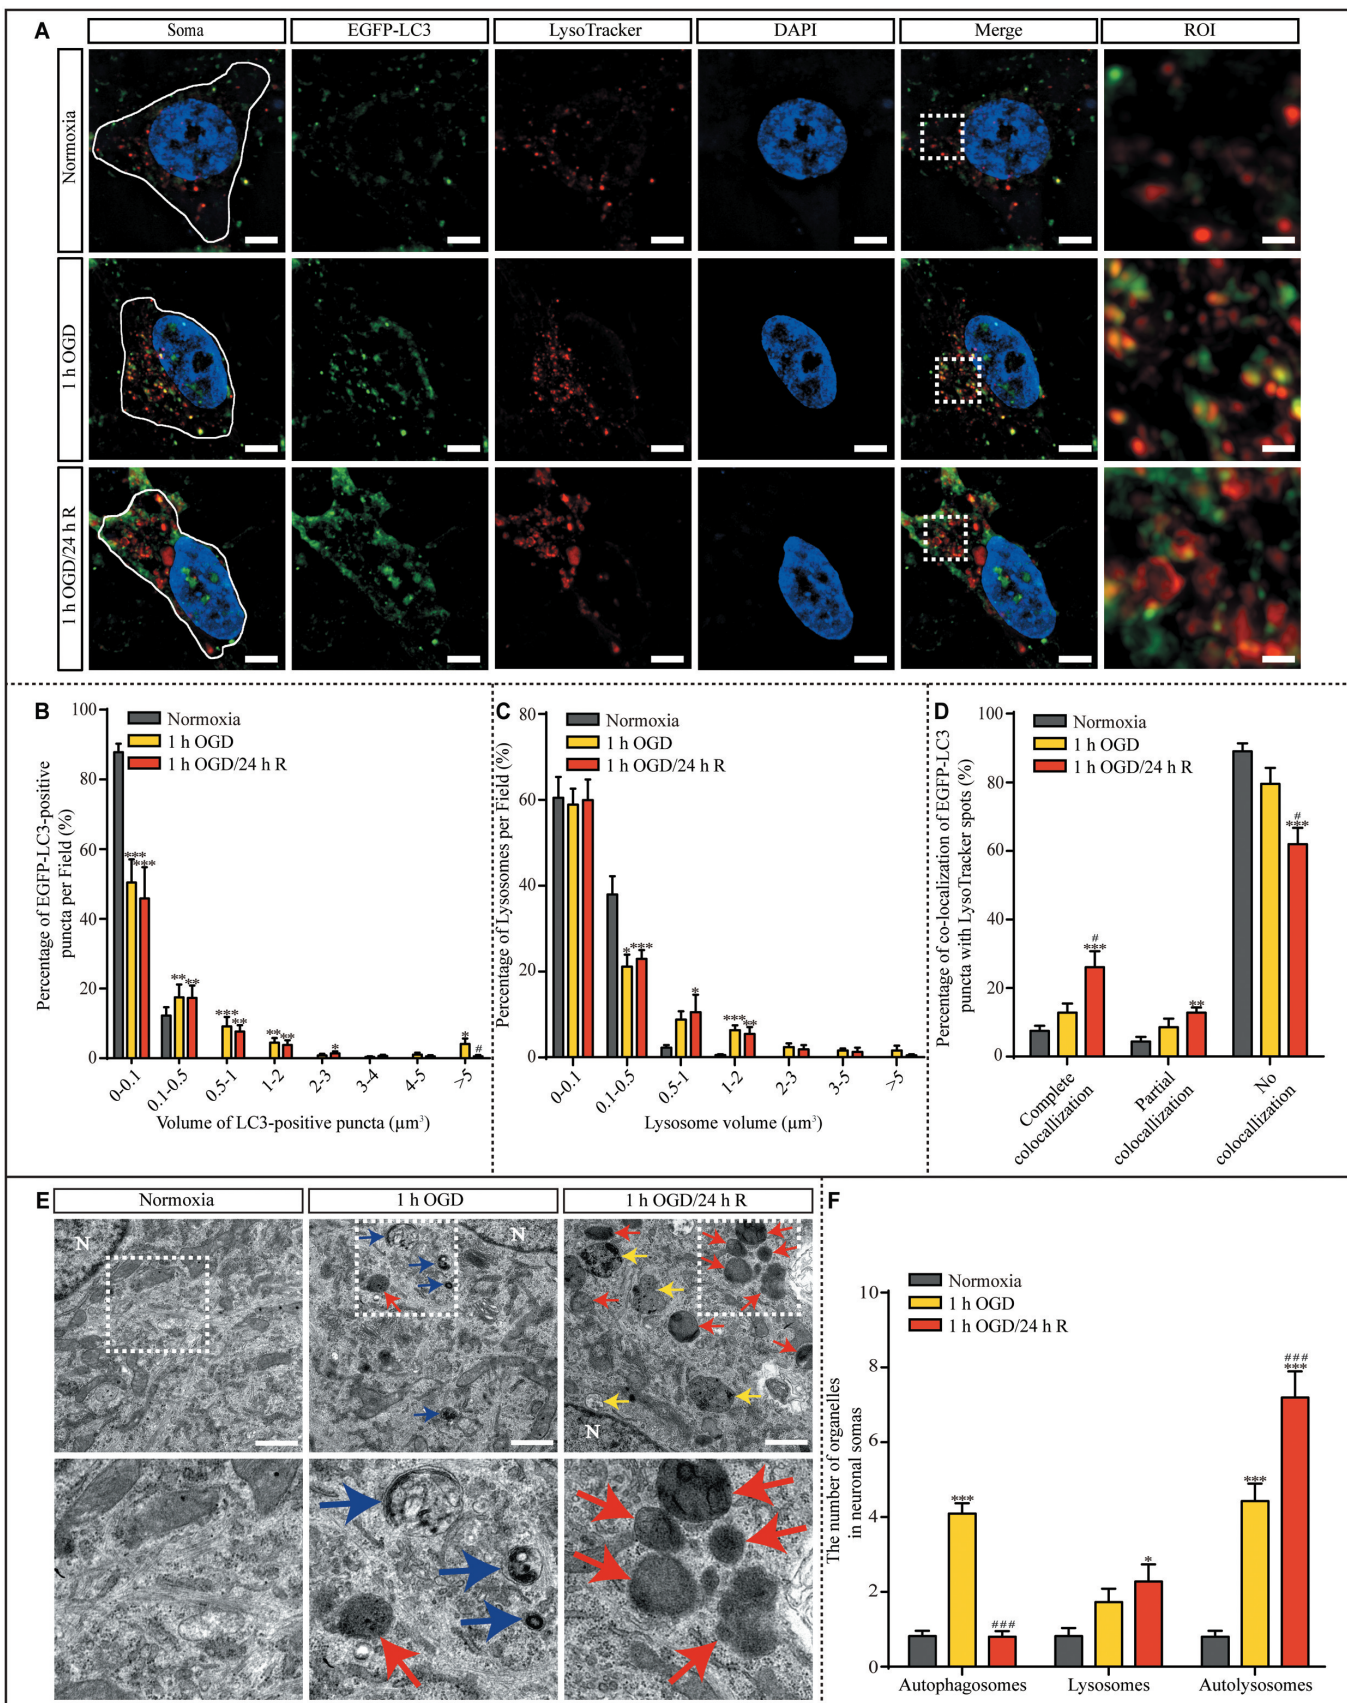 A
Soma
EGFP-LC3
LysoTracker
DAPI
Merge
ROI
Normoxia
1 h OGD
1 h OGD/24 h R
B
Percentage of EGFP-LC3-positive
puncta per Field (%)
100
80
60
40
20
0
Normoxia
1 h OGD
1 h OGD/24 h R
***
***
**
**
***
**
**
**
*
*
#
0-0.1
0.1-0.5
0.5-1
1-2
2-3
3-4
4-5
>5
Volume of LC3-positive puncta (µm³)
C
Percentage of Lysosomes per Field (%)
80
60
40
20
0
Normoxia
1 h OGD
1 h OGD/24 h R
*
***
*
***
**
0-0.1
0.1-0.5
0.5-1
1-2
2-3
3-5
>5
Lysosome volume (µm³)
D
Percentage of co-localization of EGFP-LC3
puncta with LysoTracker spots (%)
100
80
60
40
20
0
Normoxia
1 h OGD
1 h OGD/24 h R
#
***
**
#
***
Complete
colocallization
Partial
colocallization
No
colocallization
E
Normoxia
1 h OGD
1 h OGD/24 h R
N
N
N
F
The number of organelles
in neuronal somas
10
8
6
4
2
0
Normoxia
1 h OGD
1 h OGD/24 h R
***
###
*
***
###
***
Autophagosomes
Lysosomes
Autolysosomes